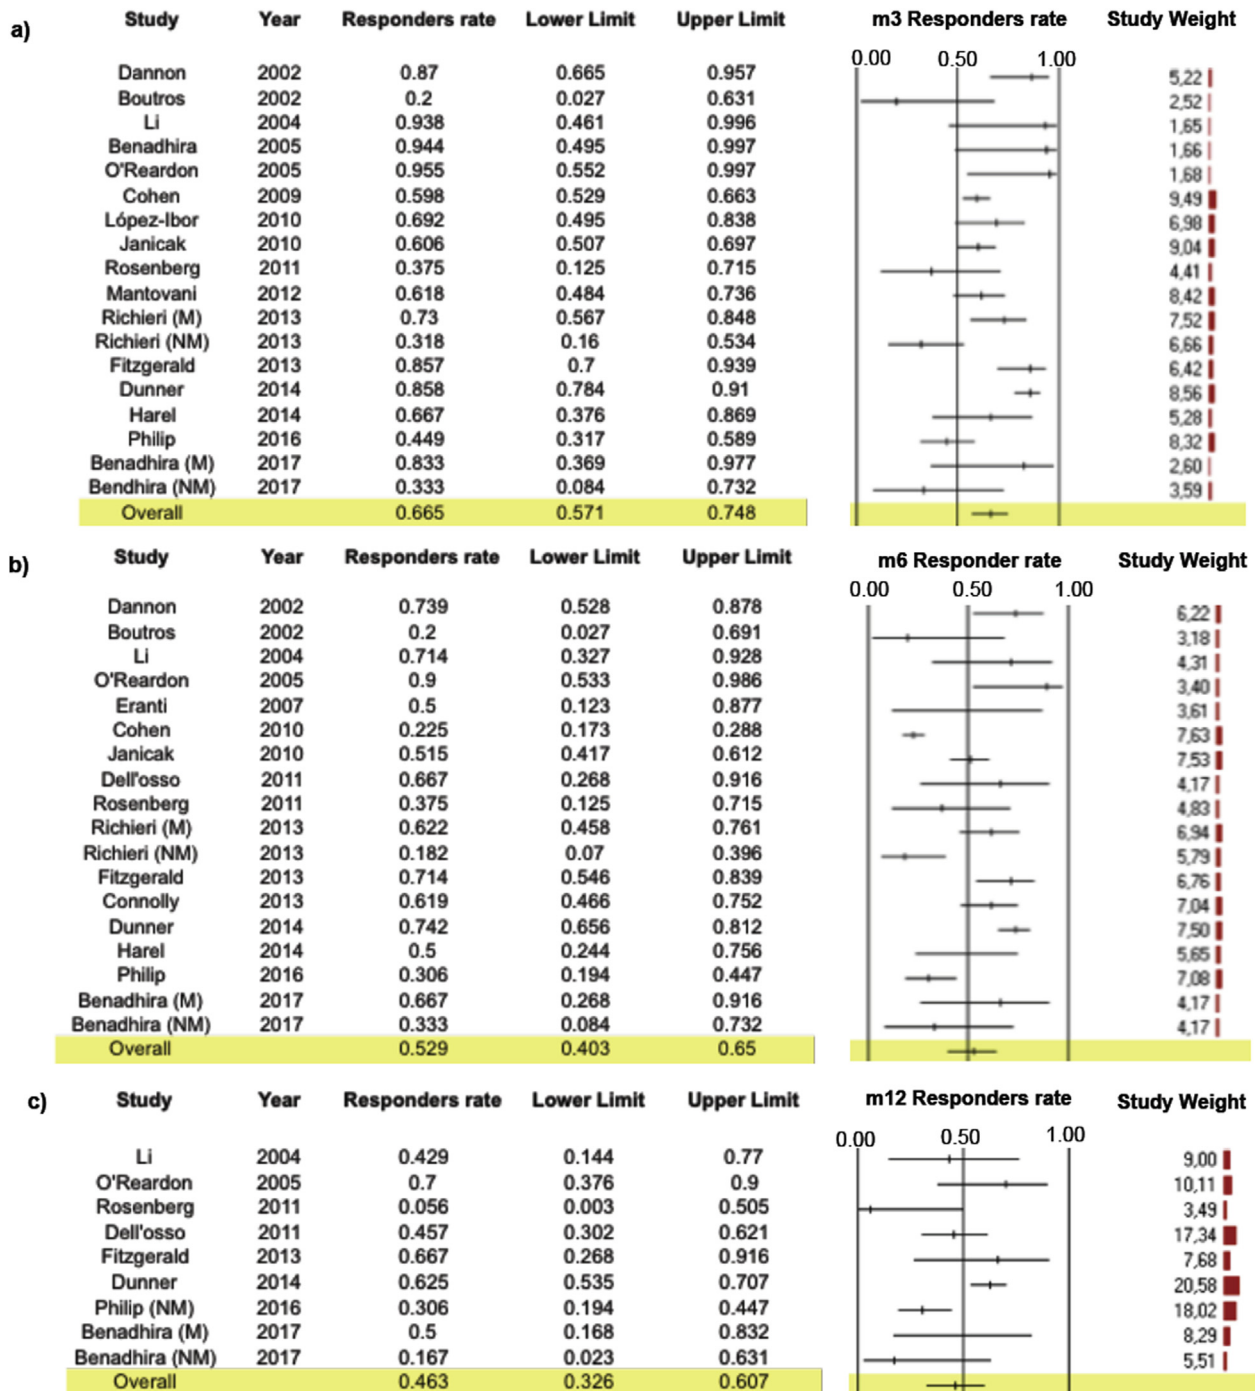 a) Study Year Responders rate Lower Limit Upper Limit m3 Responders rate Study Weight
0.00 0.50 1.00
Dannon 2002 0.87 0.665 0.957 5,22
Boutros 2002 0.2 0.027 0.631 2,52
Li 2004 0.938 0.461 0.996 1,65
Benadhira 2005 0.944 0.495 0.997 1,66
O'Reardon 2005 0.955 0.552 0.997 1,68
Cohen 2009 0.598 0.529 0.663 9,49
López-Ibor 2010 0.692 0.495 0.838 6,98
Janicak 2010 0.606 0.507 0.697 9,04
Rosenberg 2011 0.375 0.125 0.715 4,41
Mantovani 2012 0.618 0.484 0.736 8,42
Richieri (M) 2013 0.73 0.567 0.848 7,52
Richieri (NM) 2013 0.318 0.16 0.534 6,66
Fitzgerald 2013 0.857 0.7 0.939 6,42
Dunner 2014 0.858 0.784 0.91 8,56
Harel 2014 0.667 0.376 0.869 5,28
Philip 2016 0.449 0.317 0.589 8,32
Benadhira (M) 2017 0.833 0.369 0.977 2,60
Bendhira (NM) 2017 0.333 0.084 0.732 3,59
Overall 0.665 0.571 0.748
b) Study Year Responders rate Lower Limit Upper Limit m6 Responder rate Study Weight
0.00 0.50 1.00
Dannon 2002 0.739 0.528 0.878 6,22
Boutros 2002 0.2 0.027 0.691 3,18
Li 2004 0.714 0.327 0.928 4,31
O'Reardon 2005 0.9 0.533 0.986 3,40
Eranti 2007 0.5 0.123 0.877 3,61
Cohen 2010 0.225 0.173 0.288 7,63
Janicak 2010 0.515 0.417 0.612 7,53
Dell'osso 2011 0.667 0.268 0.916 4,17
Rosenberg 2011 0.375 0.125 0.715 4,83
Richieri (M) 2013 0.622 0.458 0.761 6,94
Richieri (NM) 2013 0.182 0.07 0.396 5,79
Fitzgerald 2013 0.714 0.546 0.839 6,76
Connolly 2013 0.619 0.466 0.752 7,04
Dunner 2014 0.742 0.656 0.812 7,50
Harel 2014 0.5 0.244 0.756 5,65
Philip 2016 0.306 0.194 0.447 7,08
Benadhira (M) 2017 0.667 0.268 0.916 4,17
Benadhira (NM) 2017 0.333 0.084 0.732 4,17
Overall 0.529 0.403 0.65
c) Study Year Responders rate Lower Limit Upper Limit m12 Responders rate Study Weight
0.00 0.50 1.00
Li 2004 0.429 0.144 0.77 9,00
O'Reardon 2005 0.7 0.376 0.9 10,11
Rosenberg 2011 0.056 0.003 0.505 3,49
Dell'osso 2011 0.457 0.302 0.621 17,34
Fitzgerald 2013 0.667 0.268 0.916 7,68
Dunner 2014 0.625 0.535 0.707 20,58
Philip (NM) 2016 0.306 0.194 0.447 18,02
Benadhira (M) 2017 0.5 0.168 0.832 8,29
Benadhira (NM) 2017 0.167 0.023 0.631 5,51
Overall 0.463 0.326 0.607